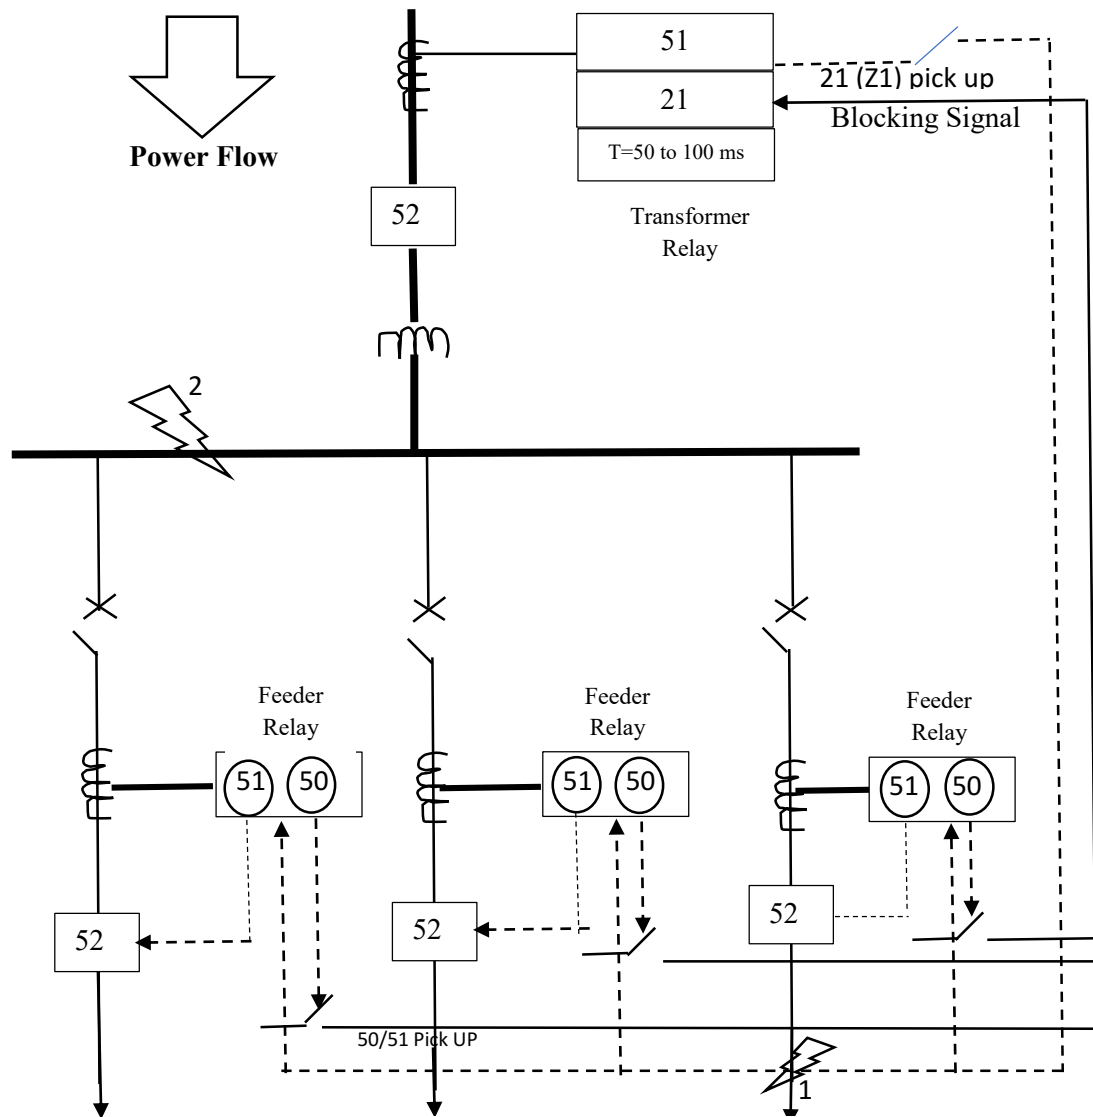 51
21 (Z1) pick up
21
Blocking Signal
Power Flow
T=50 to 100 ms
52
Transformer
Relay
2
Feeder
Relay
Feeder
Relay
Feeder
Relay
51 50
51 50
51 50
52
52
52
50/51 Pick UP
1